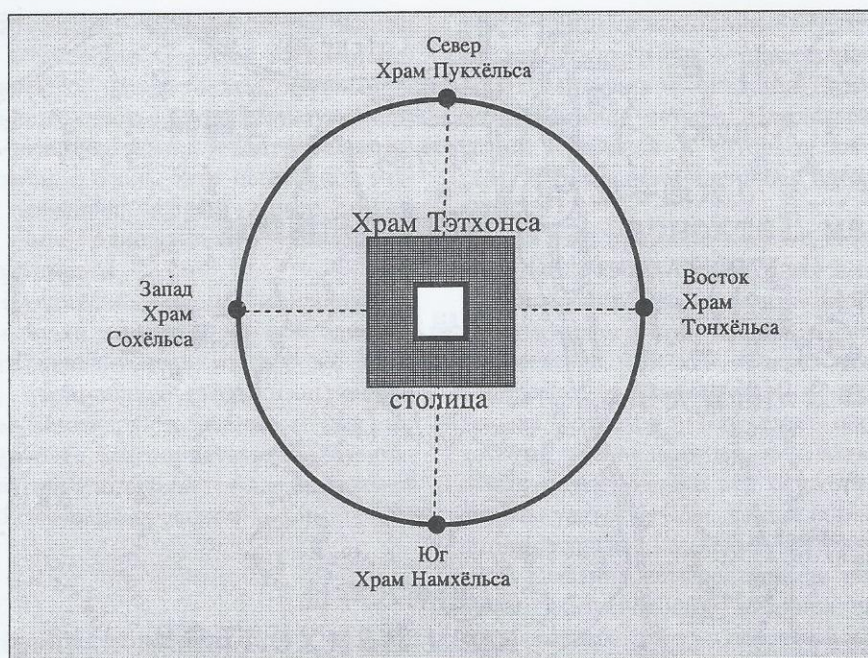 Север
Храм Пукхёльса
Храм Тэтхонса
Запад
Храм
Сохёльса
Восток
Храм
Тонхёльса
столица
Юг
Храм Намхёльса